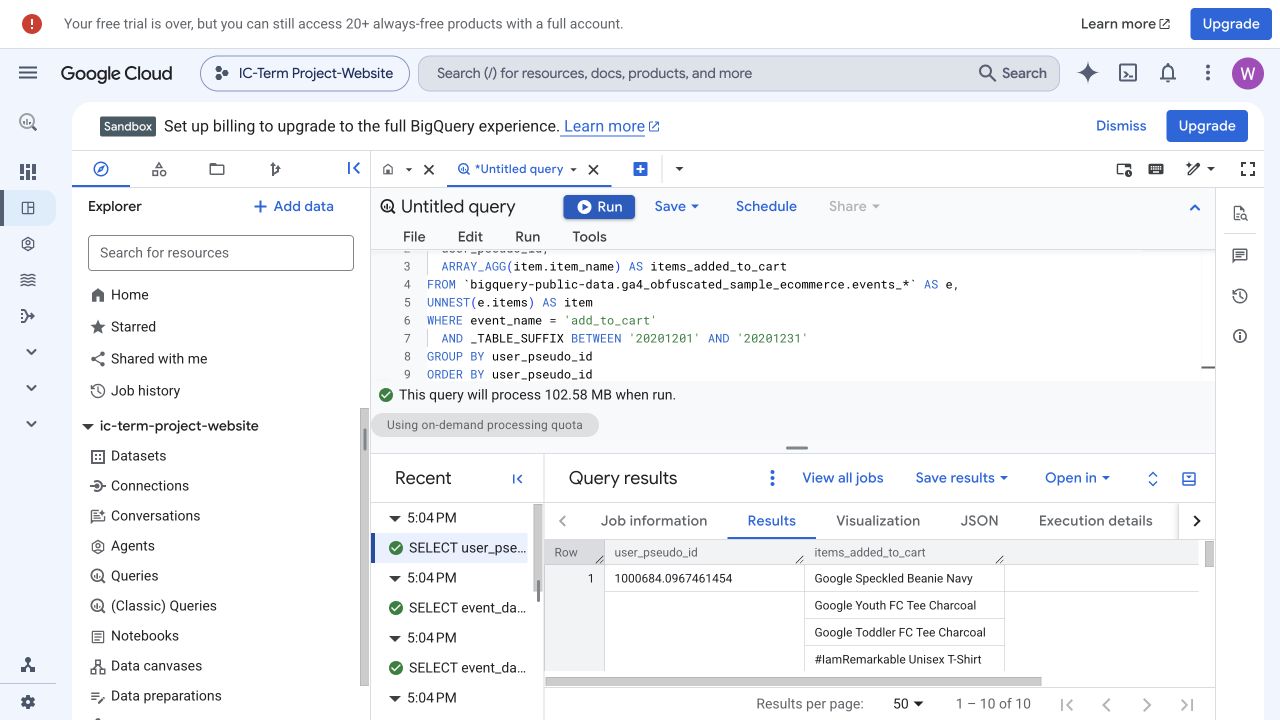 Your free trial is over, but you can still access 20+ always-free products with a full account.
Learn more
Upgrade
Google Cloud
IC-Term Project-Website
Search (/) for resources, docs, products, and more
Search
W
Sandbox
Set up billing to upgrade to the full BigQuery experience. Learn more
Dismiss
Upgrade
*Untitled query
Explorer
Add data
Search for resources
Home
Starred
Shared with me
Job history
ic-term-project-website
Datasets
Connections
Conversations
Agents
Queries
(Classic) Queries
Notebooks
Data canvases
Data preparations
Untitled query
Run
Save
Schedule
Share
File
Edit
Run
Tools
2 user_pseudo_id,
3 ARRAY_AGG(item.item_name) AS items_added_to_cart
4 FROM `bigquery-public-data.ga4_obfuscated_sample_ecommerce.events_*` AS e,
5 UNNEST(e.items) AS item
6 WHERE event_name = 'add_to_cart'
7 AND _TABLE_SUFFIX BETWEEN '20201201' AND '20201231'
8 GROUP BY user_pseudo_id
9 ORDER BY user_pseudo_id
This query will process 102.58 MB when run.
Using on-demand processing quota
Recent
5:04 PM
SELECT user_pse...
5:04 PM
SELECT event_da...
5:04 PM
SELECT event_da...
5:04 PM
Query results
View all jobs
Save results
Open in
Job information
Results
Visualization
JSON
Execution details
Row
user_pseudo_id
items_added_to_cart
1
1000684.0967461454
Google Speckled Beanie Navy
Google Youth FC Tee Charcoal
Google Toddler FC Tee Charcoal
#IamRemarkable Unisex T-Shirt
Results per page:
50
1 – 10 of 10